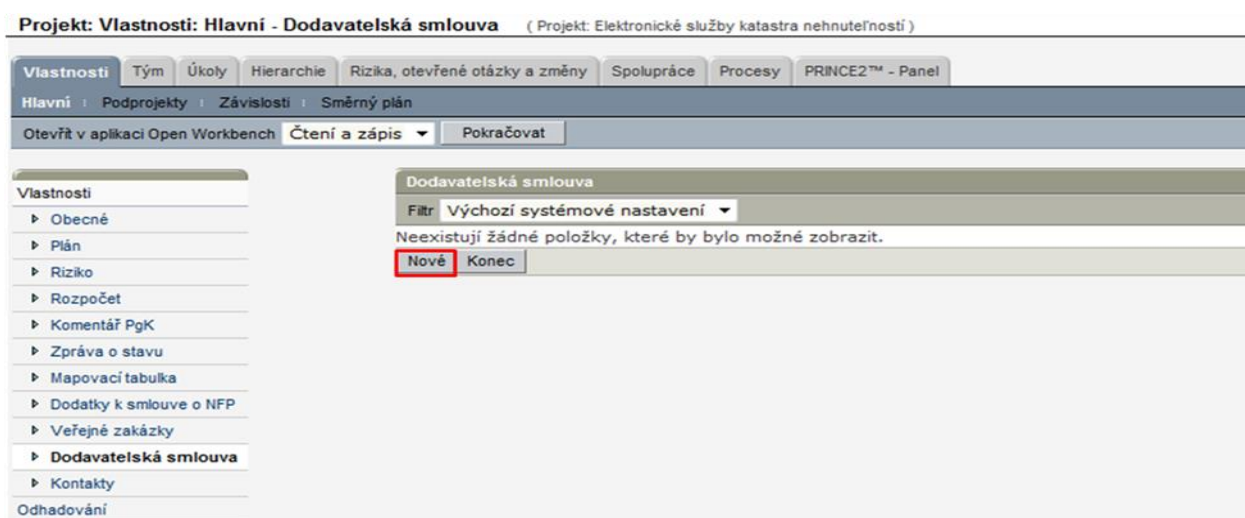 Projekt: Vlastnosti: Hlavní - Dodavatelská smlouva ( Projekt: Elektronické služby katastra nehnuteľností )
Vlastnosti Tým Úkoly Hierarchie Rizika, otevřené otázky a změny Spolupráce Procesy PRINCE2™ - Panel
Hlavní Podprojekty Závislosti Směrný plán
Otevřít v aplikaci Open Workbench Čtení a zápis Pokračovat
Vlastnosti
Obecné
Plán
Riziko
Rozpočet
Komentář PgK
Zpráva o stavu
Mapovací tabulka
Dodatky k smlouve o NFP
Veřejné zakázky
Dodavatelská smlouva
Kontakty
Odhadování
Dodavatelská smlouva
Filtr Výchozí systémové nastavení
Neexistují žádné položky, které by bylo možné zobrazit.
Nové Konec